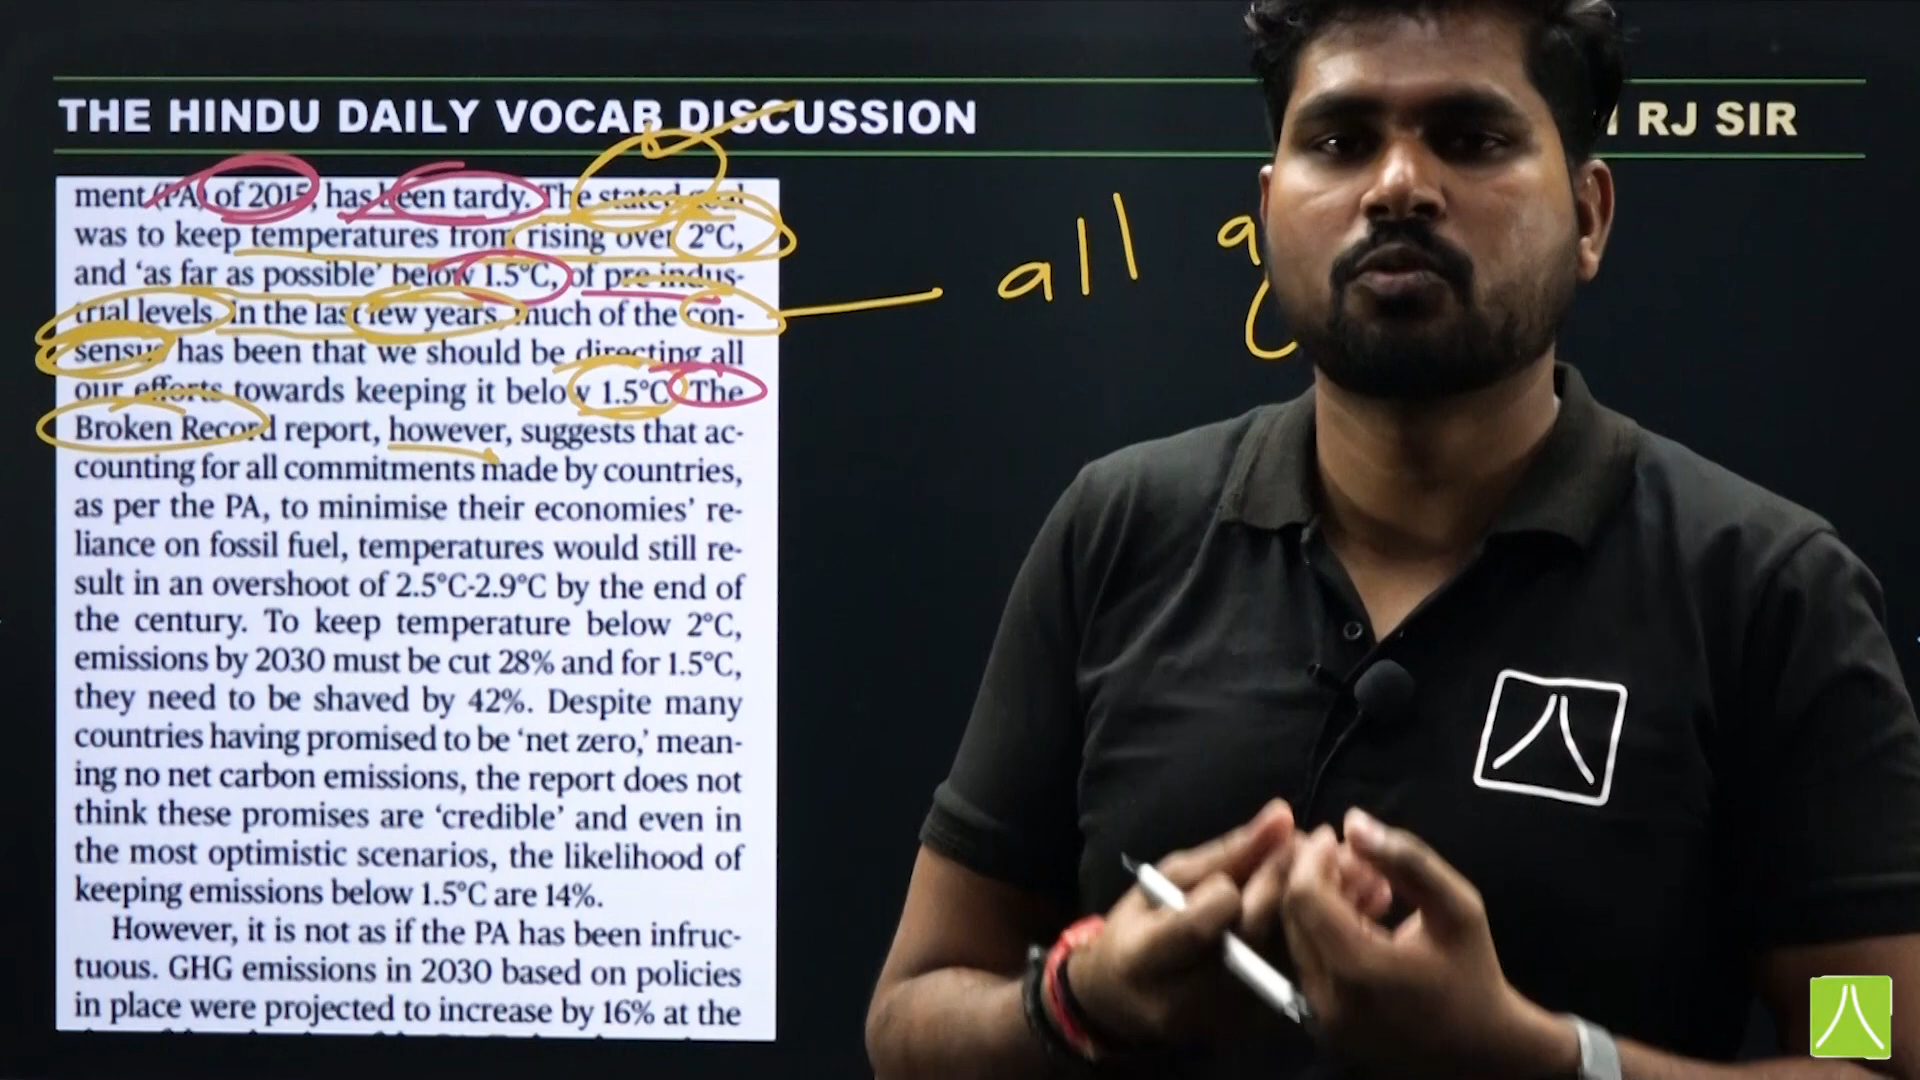 THE HINDU DAILY VOCAB DISCUSSION
RJ SIR
ment (PA) of 2015, has been tardy. The stated goal
was to keep temperatures from rising over 2°C,
and ‘as far as possible’ below 1.5°C, of pre-indus-
trial levels. In the last few years, much of the con-
sensus has been that we should be directing all
our efforts towards keeping it below 1.5°C. The
Broken Record report, however, suggests that ac-
counting for all commitments made by countries,
as per the PA, to minimise their economies’ re-
liance on fossil fuel, temperatures would still re-
sult in an overshoot of 2.5°C-2.9°C by the end of
the century. To keep temperature below 2°C,
emissions by 2030 must be cut 28% and for 1.5°C,
they need to be shaved by 42%. Despite many
countries having promised to be ‘net zero,’ mean-
ing no net carbon emissions, the report does not
think these promises are ‘credible’ and even in
the most optimistic scenarios, the likelihood of
keeping emissions below 1.5°C are 14%.
However, it is not as if the PA has been infruc-
tuous. GHG emissions in 2030 based on policies
in place were projected to increase by 16% at the
all